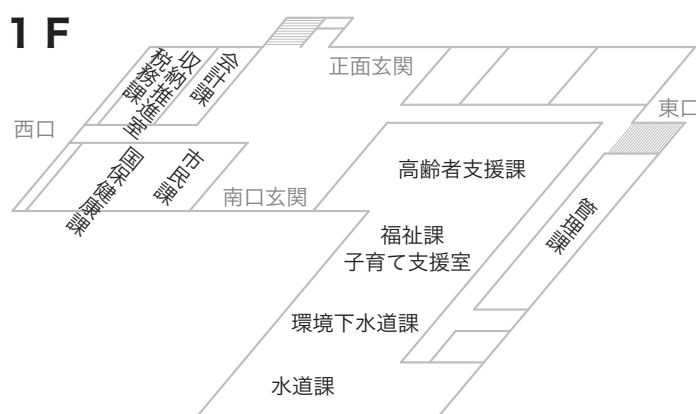 1F
正面玄関
東口
西口
会計課
収納推進室
税務課
市民課
国保健康課
南口玄関
高齢者支援課
管理課
福祉課
子育て支援室
環境下水道課
水道課